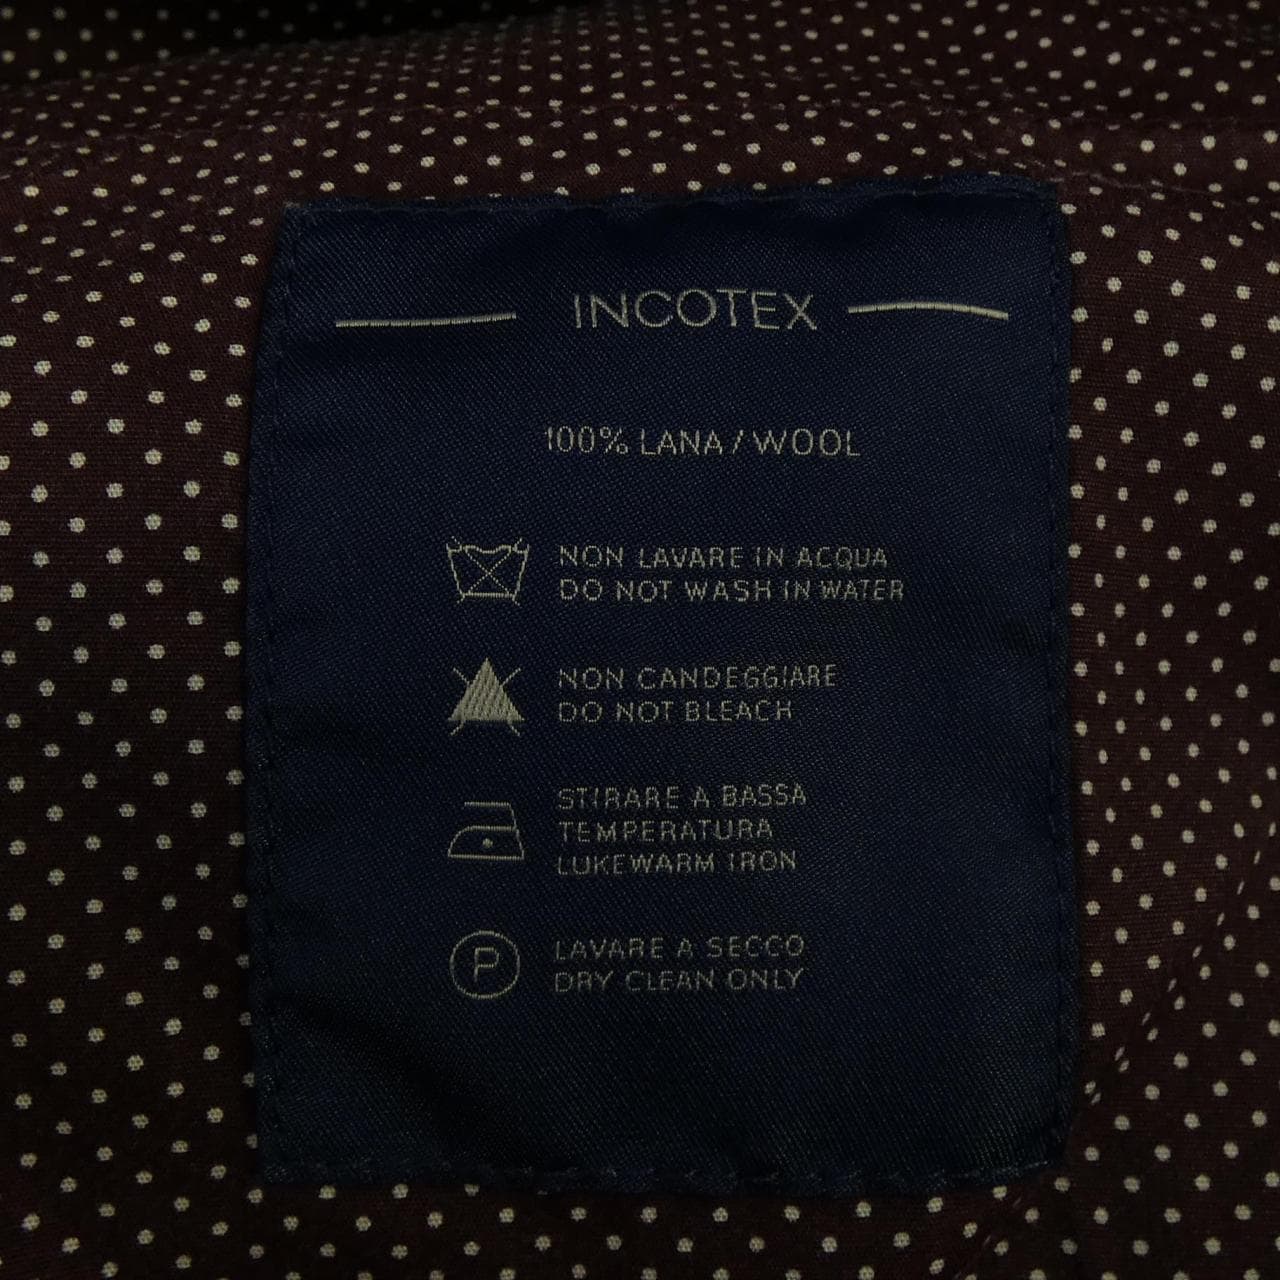 INCOTEX
100% LANA / WOOL
NON LAVARE IN ACQUA
DO NOT WASH IN WATER
NON CANDEGGIARE
DO NOT BLEACH
STIRARE A BASSA
TEMPERATURA
LUKEWARM IRON
P
LAVARE A SECCO
DRY CLEAN ONLY